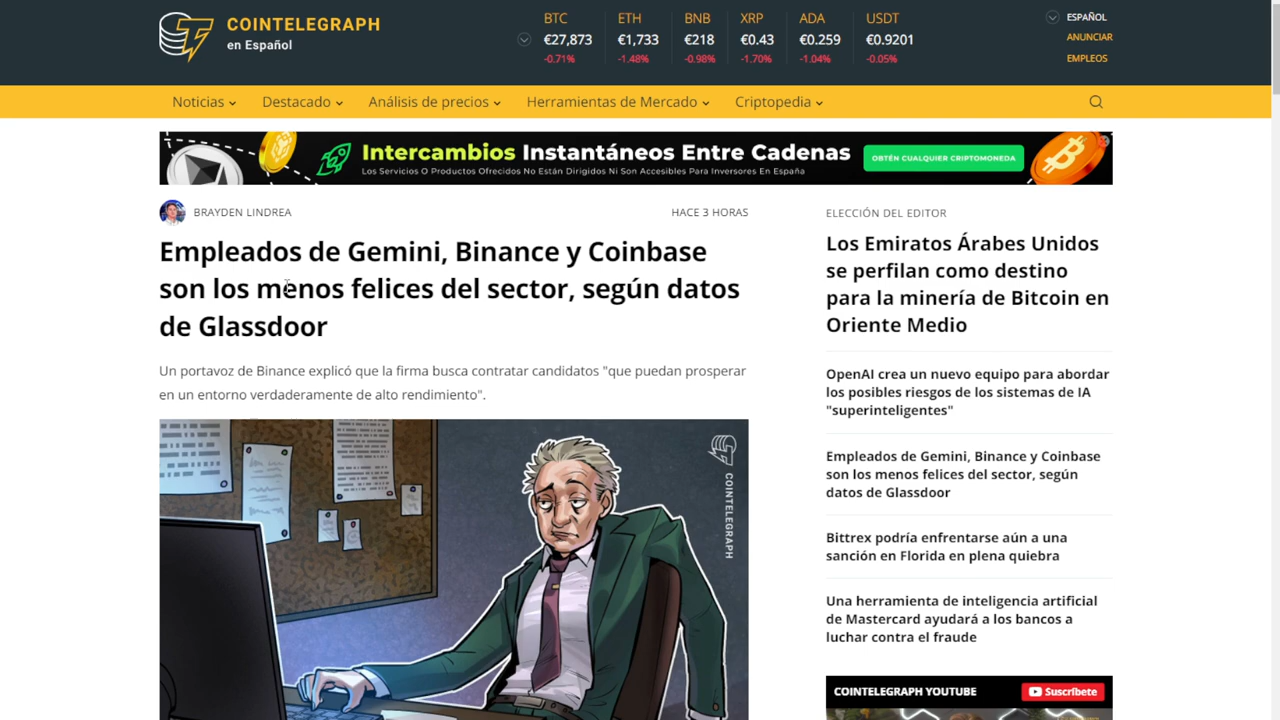 COINTELEGRAPH
en Español
BTC ETH BNB XRP ADA USDT
€27,873 €1,733 €218 €0.43 €0.259 €0.9201
-0.71% -1.48% -0.98% -1.70% -1.04% -0.05%
ESPAÑOL
ANUNCIAR
EMPLEOS
Noticias Destacado Análisis de precios Herramientas de Mercado Criptopedia
Intercambios Instantáneos Entre Cadenas
Los Servicios O Productos Ofrecidos No Están Dirigidos Ni Son Accesibles Para Inversores En España
OBTÉN CUALQUIER CRIPTOMONEDA
BRAYDEN LINDREA HACE 3 HORAS
Empleados de Gemini, Binance y Coinbase
son los menos felices del sector, según datos
de Glassdoor
Un portavoz de Binance explicó que la firma busca contratar candidatos "que puedan prosperar
en un entorno verdaderamente de alto rendimiento".
COINTELEGRAPH
ELECCIÓN DEL EDITOR
Los Emiratos Árabes Unidos
se perfilan como destino
para la minería de Bitcoin en
Oriente Medio
OpenAI crea un nuevo equipo para abordar
los posibles riesgos de los sistemas de IA
"superinteligentes"
Empleados de Gemini, Binance y Coinbase
son los menos felices del sector, según
datos de Glassdoor
Bittrex podría enfrentarse aún a una
sanción en Florida en plena quiebra
Una herramienta de inteligencia artificial
de Mastercard ayudará a los bancos a
luchar contra el fraude
COINTELEGRAPH YOUTUBE
Suscríbete